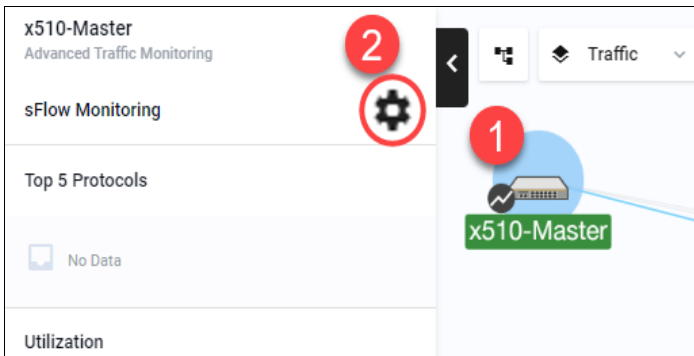 x510-Master
Advanced Traffic Monitoring
2
sFlow Monitoring
Top 5 Protocols
No Data
Utilization
Traffic
1
x510-Master